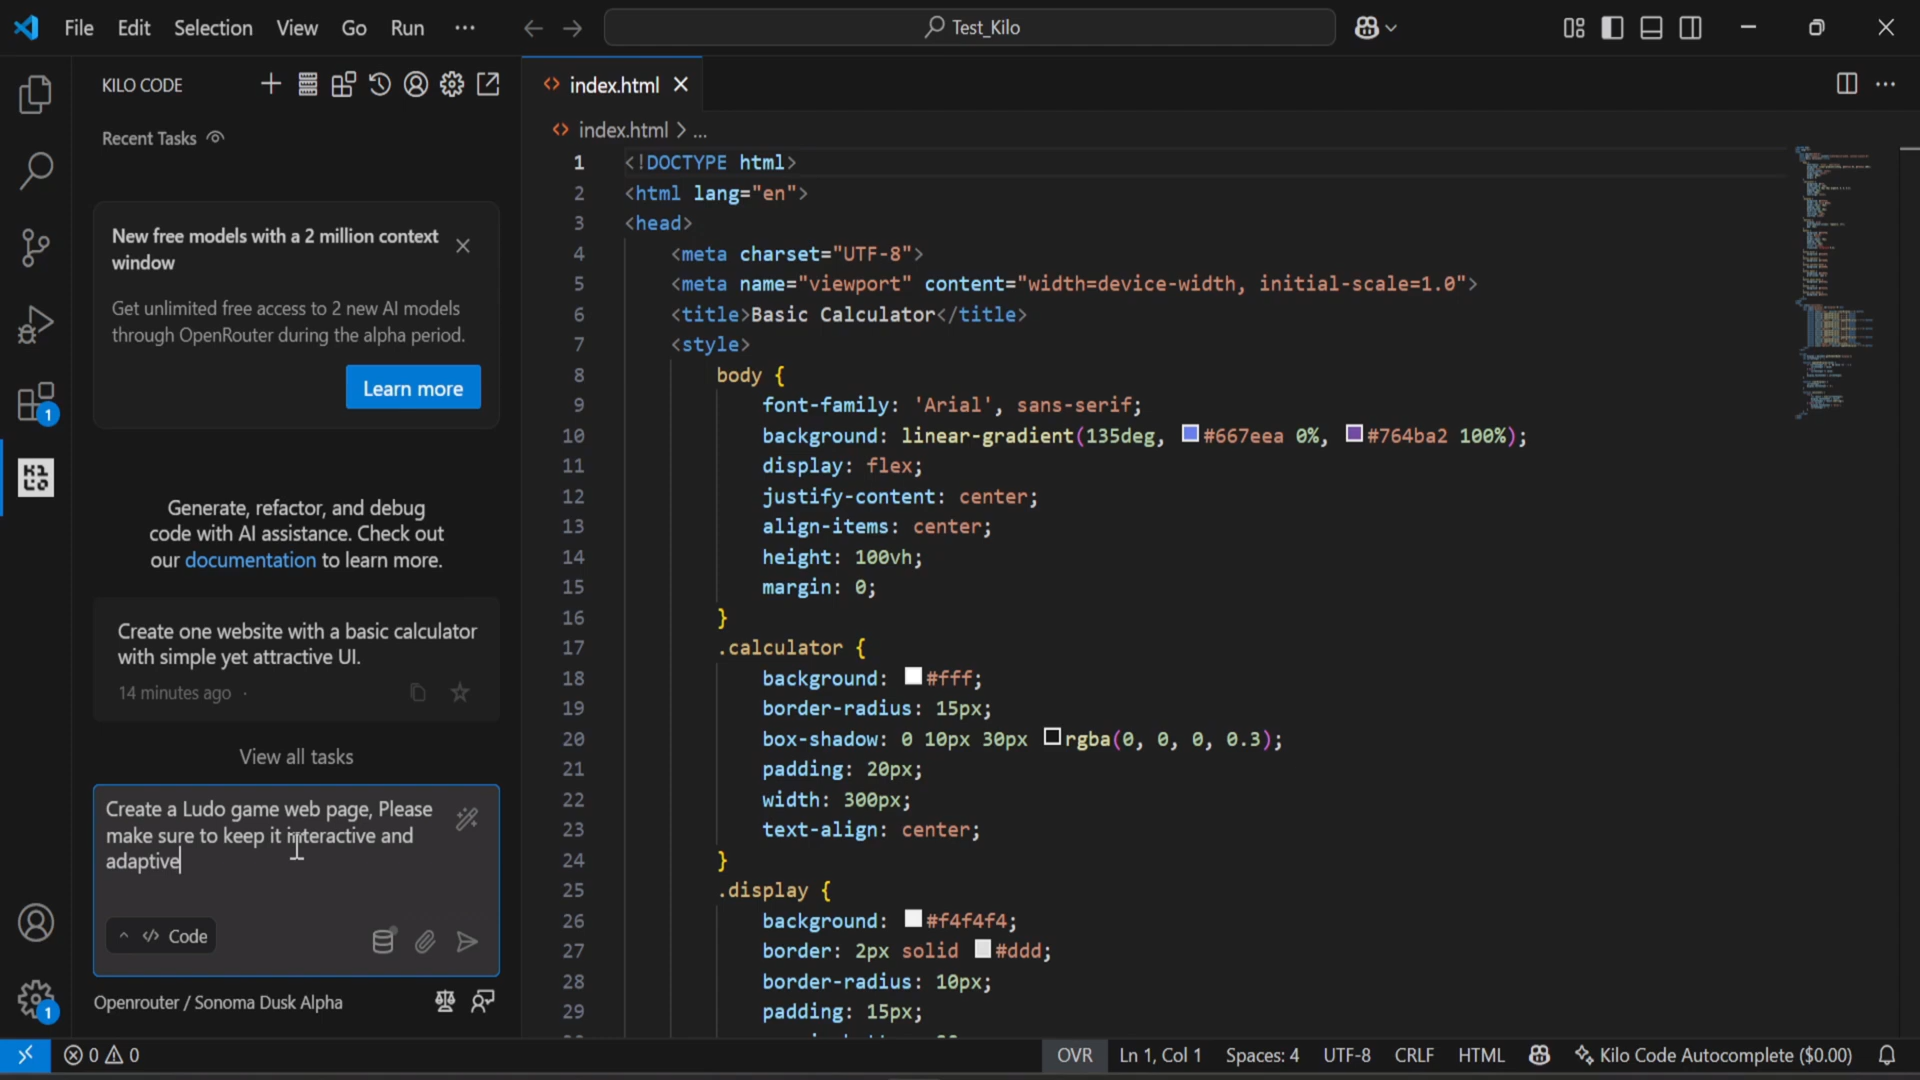 File Edit Selection View Go Run ···
Test_Kilo
KILO CODE
Recent Tasks
New free models with a 2 million context
window
Get unlimited free access to 2 new AI models
through OpenRouter during the alpha period.
Learn more
1
KI
LO
Generate, refactor, and debug
code with AI assistance. Check out
our documentation to learn more.
Create one website with a basic calculator
with simple yet attractive UI.
14 minutes ago ·
View all tasks
Create a Ludo game web page, Please
make sure to keep it interactive and
adaptive
Code
Openrouter / Sonoma Dusk Alpha
1
index.html
index.html > ...
1 <!DOCTYPE html>
2 <html lang="en">
3 <head>
4 <meta charset="UTF-8">
5 <meta name="viewport" content="width=device-width, initial-scale=1.0">
6 <title>Basic Calculator</title>
7 <style>
8 body {
9 font-family: 'Arial', sans-serif;
10 background: linear-gradient(135deg, #667eea 0%, #764ba2 100%);
11 display: flex;
12 justify-content: center;
13 align-items: center;
14 height: 100vh;
15 margin: 0;
16 }
17 .calculator {
18 background: #fff;
19 border-radius: 15px;
20 box-shadow: 0 10px 30px rgba(0, 0, 0, 0.3);
21 padding: 20px;
22 width: 300px;
23 text-align: center;
24 }
25 .display {
26 background: #f4f4f4;
27 border: 2px solid #ddd;
28 border-radius: 10px;
29 padding: 15px;
0 0
OVR Ln 1, Col 1 Spaces: 4 UTF-8 CRLF HTML Kilo Code Autocomplete ($0.00)